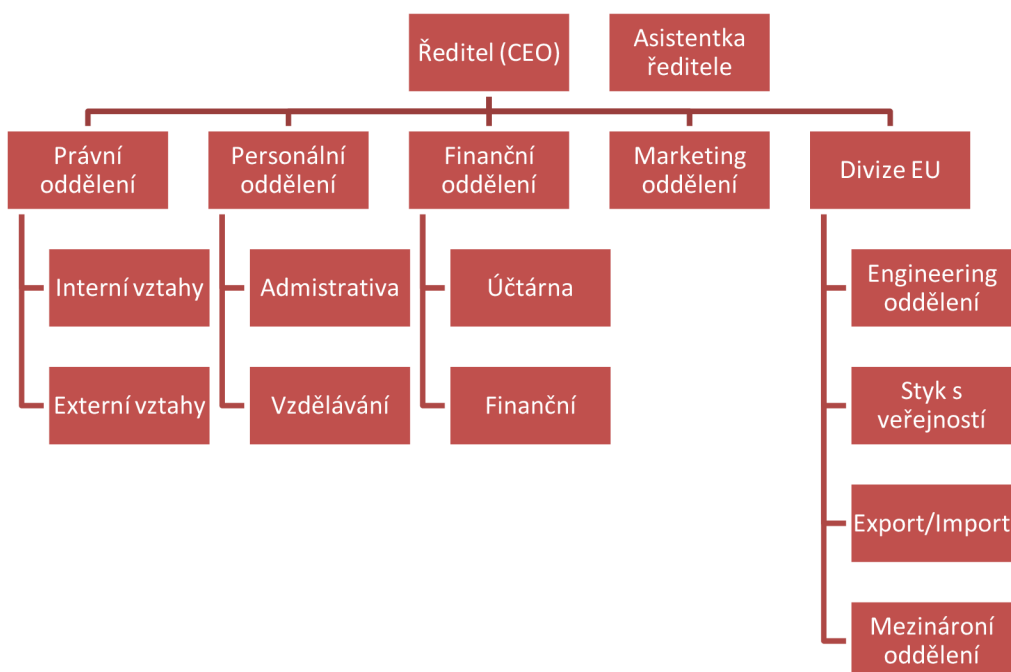 Ředitel (CEO)
Asistentka
ředitele
Právní
oddělení
Personální
oddělení
Finanční
oddělení
Marketing
oddělení
Divize EU
Interní vztahy
Admistrativa
Účtárna
Engineering
oddělení
Externí vztahy
Vzdělávání
Finanční
Styk s
veřejností
Export/Import
Mezinároní
oddělení